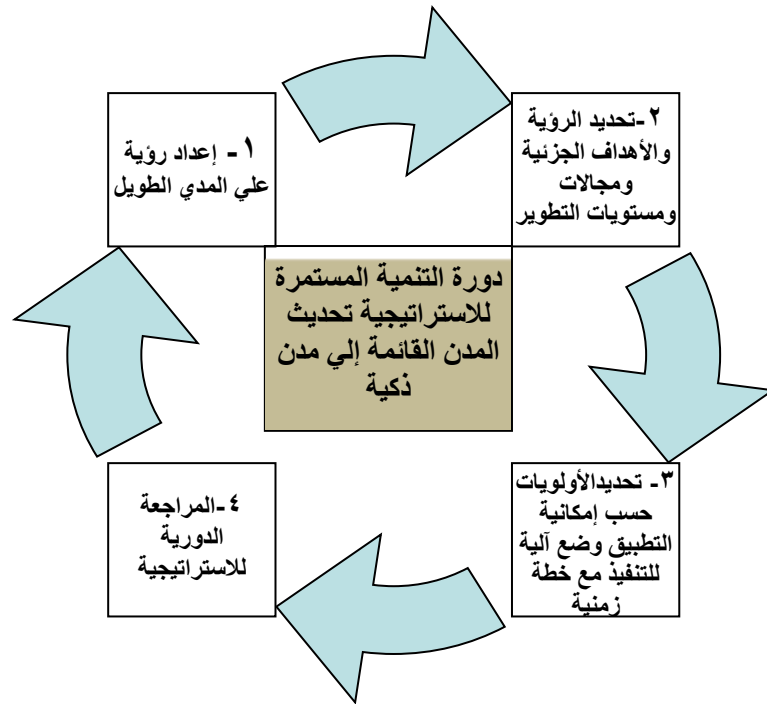 ١- إعداد رؤية
علي المدي الطويل
٢-تحديد الرؤية
والأهداف الجزئية
ومجالات
ومستويات التطوير
دورة التنمية المستمرة
للاستراتيجية تحديث
المدن القائمة إلي مدن
ذكية
٣- تحديدالأولويات
حسب إمكانية
التطبيق وضع آلية
للتنفيذ مع خطة
زمنية
٤-المراجعة
الدورية
للاستراتيجية